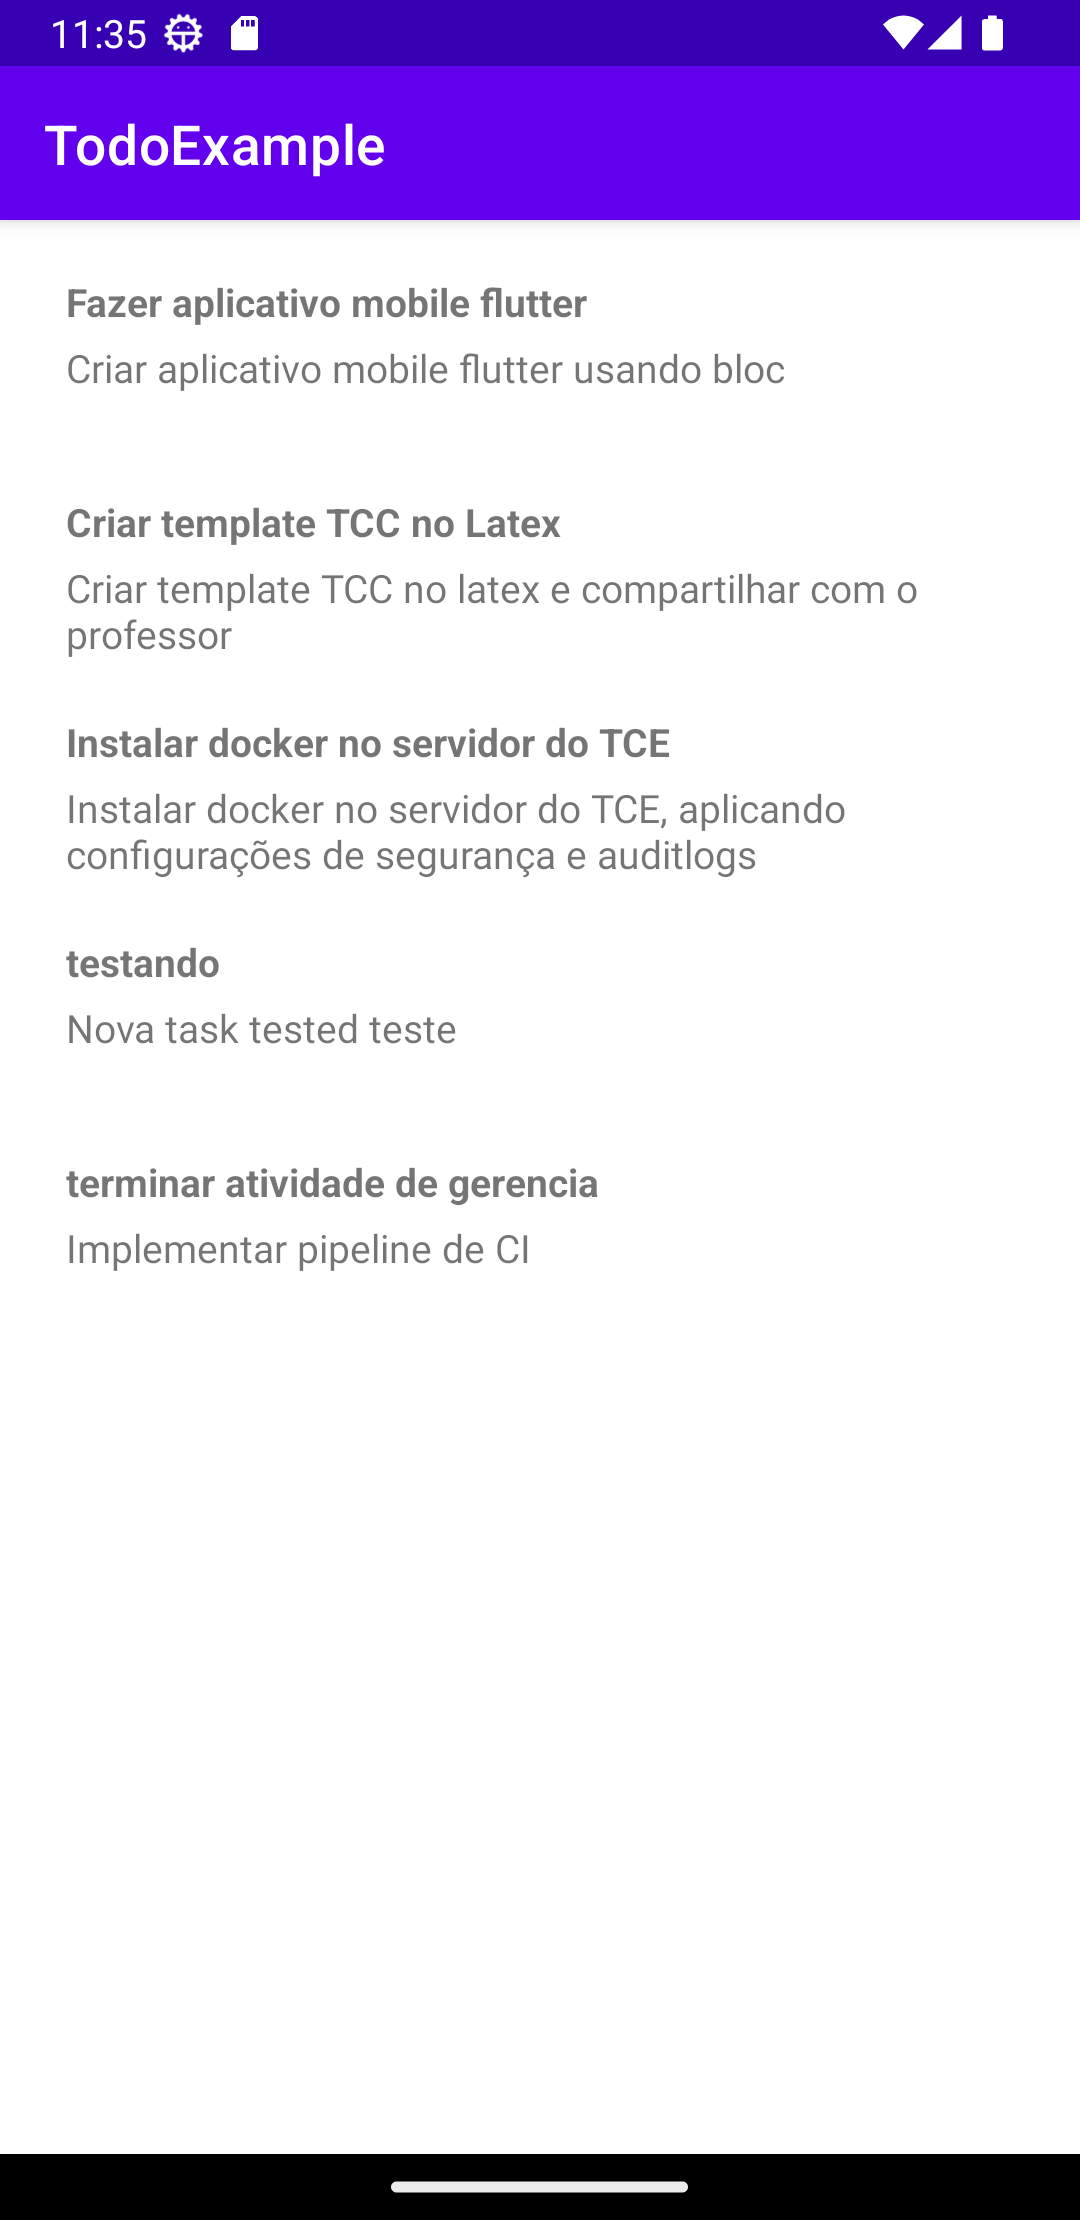 11:35
TodoExample
Fazer aplicativo mobile flutter
Criar aplicativo mobile flutter usando bloc
Criar template TCC no Latex
Criar template TCC no latex e compartilhar com o
professor
Instalar docker no servidor do TCE
Instalar docker no servidor do TCE, aplicando
configurações de segurança e auditlogs
testando
Nova task tested teste
terminar atividade de gerencia
Implementar pipeline de CI